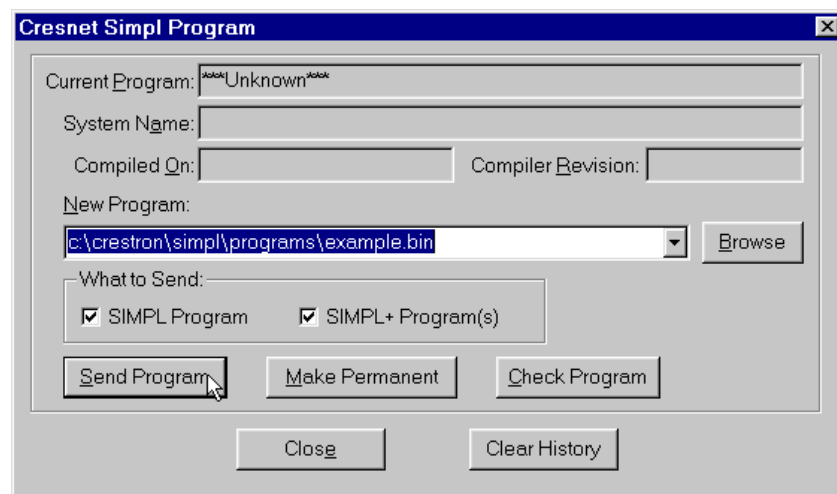 Cresnet Simpl Program
Current Program: ***Unknown***
System Name:
Compiled On: Compiler Revision:
New Program:
c:\crestron\simpl\programs\example.bin Browse
What to Send:
SIMPL Program SIMPL+ Program(s)
Send Program Make Permanent Check Program
Close Clear History